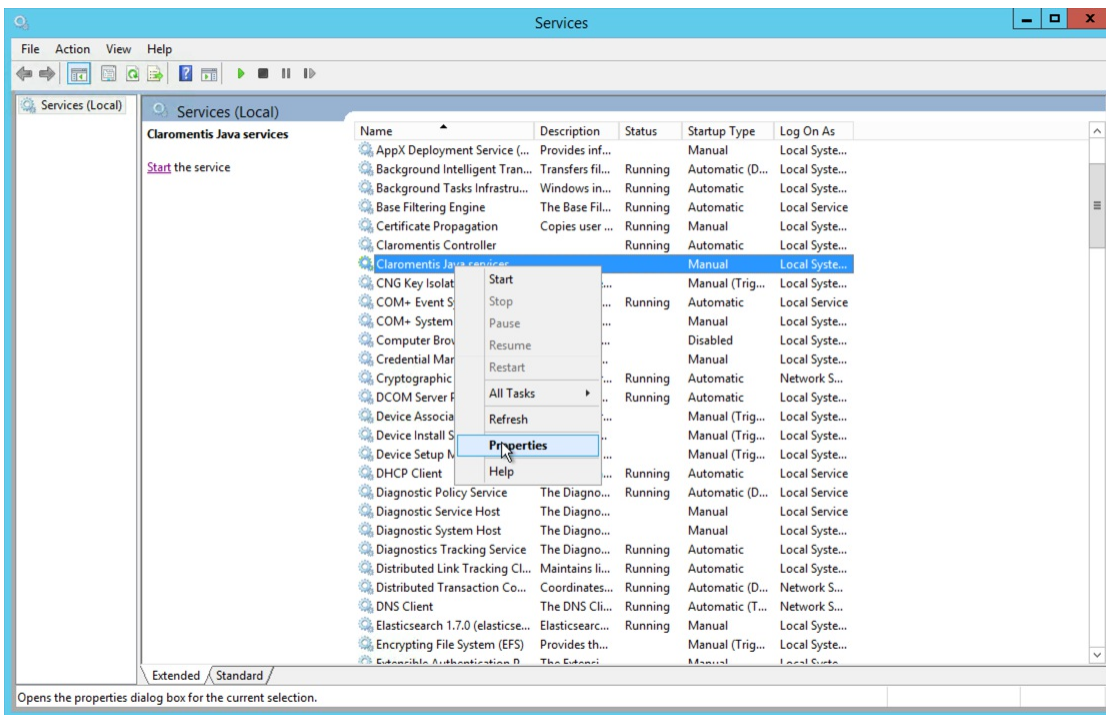 Services
File Action View Help
Services (Local)
Services (Local)
Claromentis Java services
Start the service
Name Description Status Startup Type Log On As
AppX Deployment Service (... Provides inf... Manual Local Syste...
Background Intelligent Tran... Transfers fil... Running Automatic (D... Local Syste...
Background Tasks Infrastru... Windows in... Running Automatic Local Syste...
Base Filtering Engine The Base Fil... Running Automatic Local Service
Certificate Propagation Copies user ... Running Manual Local Syste...
Claromentis Controller Running Automatic Local Syste...
Claromentis Java services Manual Local Syste...
CNG Key Isolat Manual (Trig... Local Syste...
COM+ Event S ... Running Automatic Local Service
COM+ System ... Manual Local Syste...
Computer Brow ... Disabled Local Syste...
Credential Mar ... Manual Local Syste...
Cryptographic ... Running Network S...
DCOM Server P ... Running Automatic Local Syste...
Device Associa ... Manual (Trig... Local Syste...
Device Install S ... Manual (Trig... Local Syste...
Device Setup M ... Manual (Trig... Local Syste...
DHCP Client ... Running Automatic Local Service
Diagnostic Policy Service The Diagno... Running Automatic (D... Local Service
Diagnostic Service Host The Diagno... Manual Local Service
Diagnostic System Host The Diagno... Manual Local Syste...
Diagnostics Tracking Service The Diagno... Running Automatic Local Syste...
Distributed Link Tracking Cl... Maintains li... Running Automatic Local Syste...
Distributed Transaction Co... Coordinates... Running Automatic (D... Network S...
DNS Client The DNS Cli... Running Automatic (T... Network S...
Elasticsearch 1.7.0 (elasticse... Elasticsearc... Running Manual Local Syste...
Encrypting File System (EFS) Provides th... Manual (Trig... Local Syste...
Extensible Authentication P... The Extensi... Manual Local Syste...
Start
Stop
Pause
Resume
Restart
All Tasks
Refresh
Properties
Help
Extended Standard
Opens the properties dialog box for the current selection.